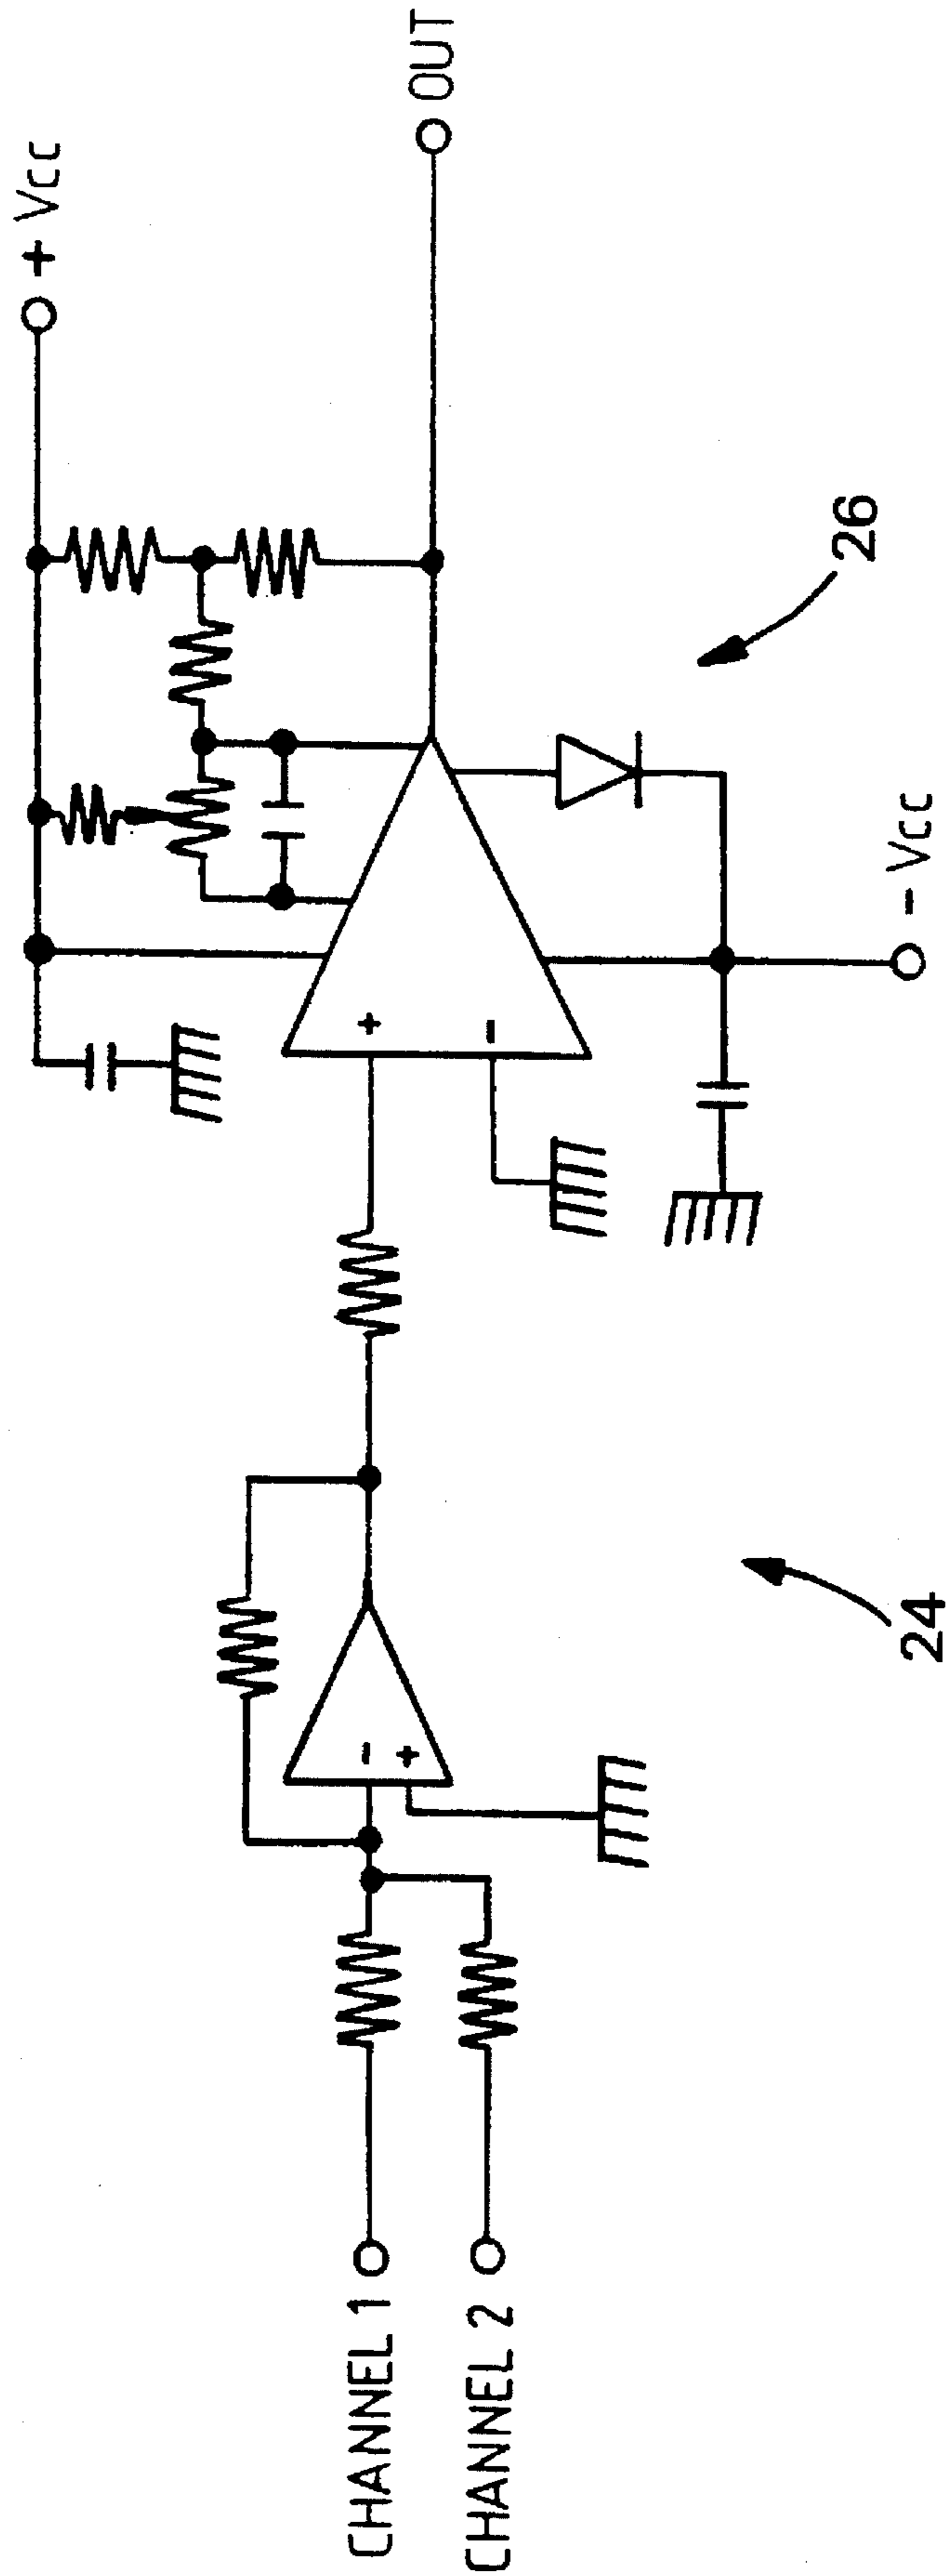 CHANNEL 1
CHANNEL 2
-
+
24
+
-
+ Vcc
OUT
26
- Vcc